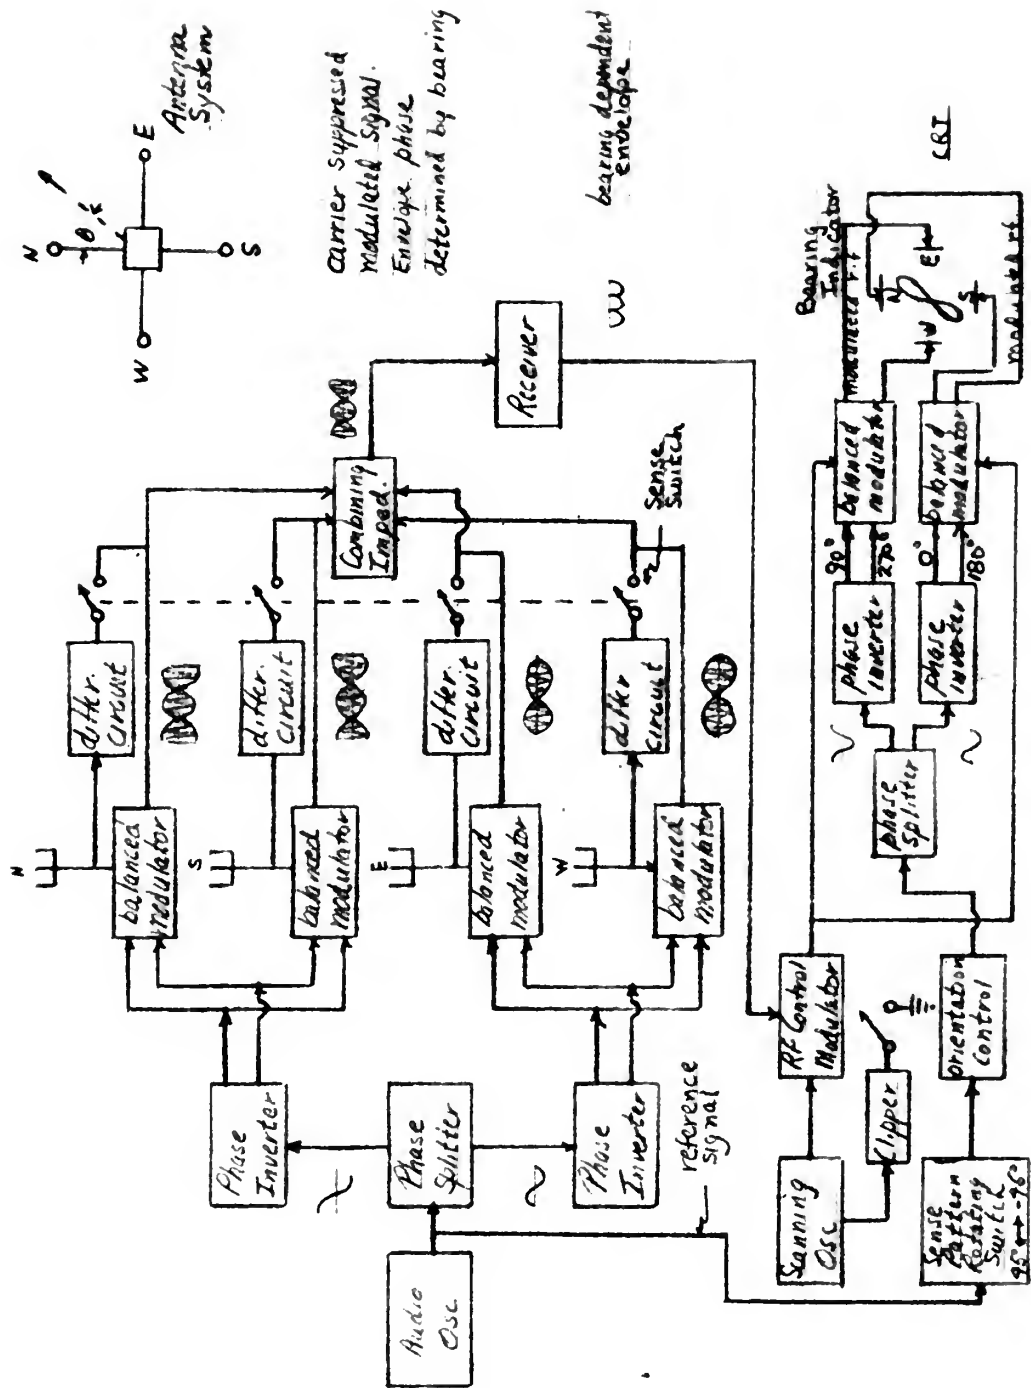 N
W
E
S
θ
Antenna
System
carrier suppressed
modulated signal.
Envelope phase
determined by bearing
bearing dependent
envelope
Audio
Osc.
Phase
Splitter
Phase
Inverter
Phase
Inverter
reference
signal
N
balanced
modulator
differ.
circuit
S
balanced
modulator
differ.
circuit
E
balanced
modulator
differ.
circuit
W
balanced
modulator
differ.
circuit
Sense
Switch
Combining
Imped.
Receiver
Scanning
Osc
Clipper
RF Control
Modulator
Sense
Pattern
Rotating
Switch
orientation
Control
phase
splitter
phase
inverter
phase
inverter
90°
270°
0°
180°
balanced
modulator
balanced
modulator
Bearing
Indicator
modulated r.f
modulated rf
N
E
S
W
CRT